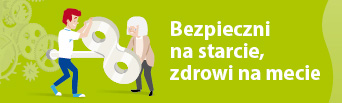 Bezpieczni
na starcie,
zdrowi na mecie